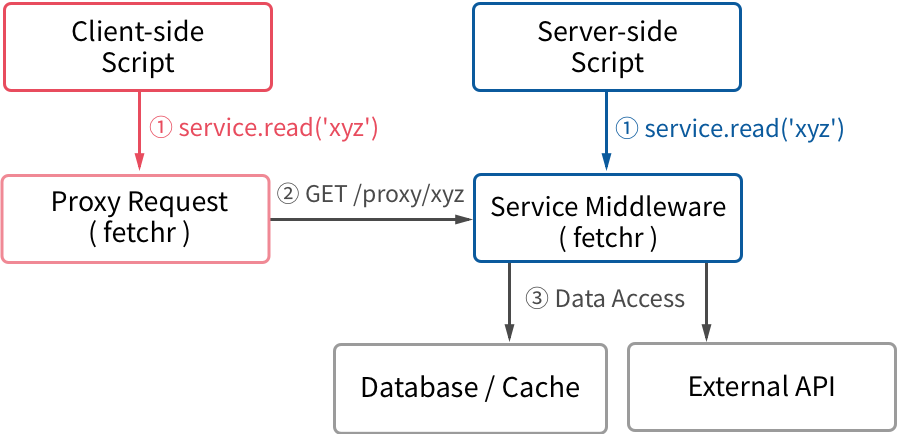 Client-side
Script
Server-side
Script
① service.read('xyz')
① service.read('xyz')
Proxy Request
( fetchr )
② GET /proxy/xyz
Service Middleware
( fetchr )
③ Data Access
Database / Cache
External API